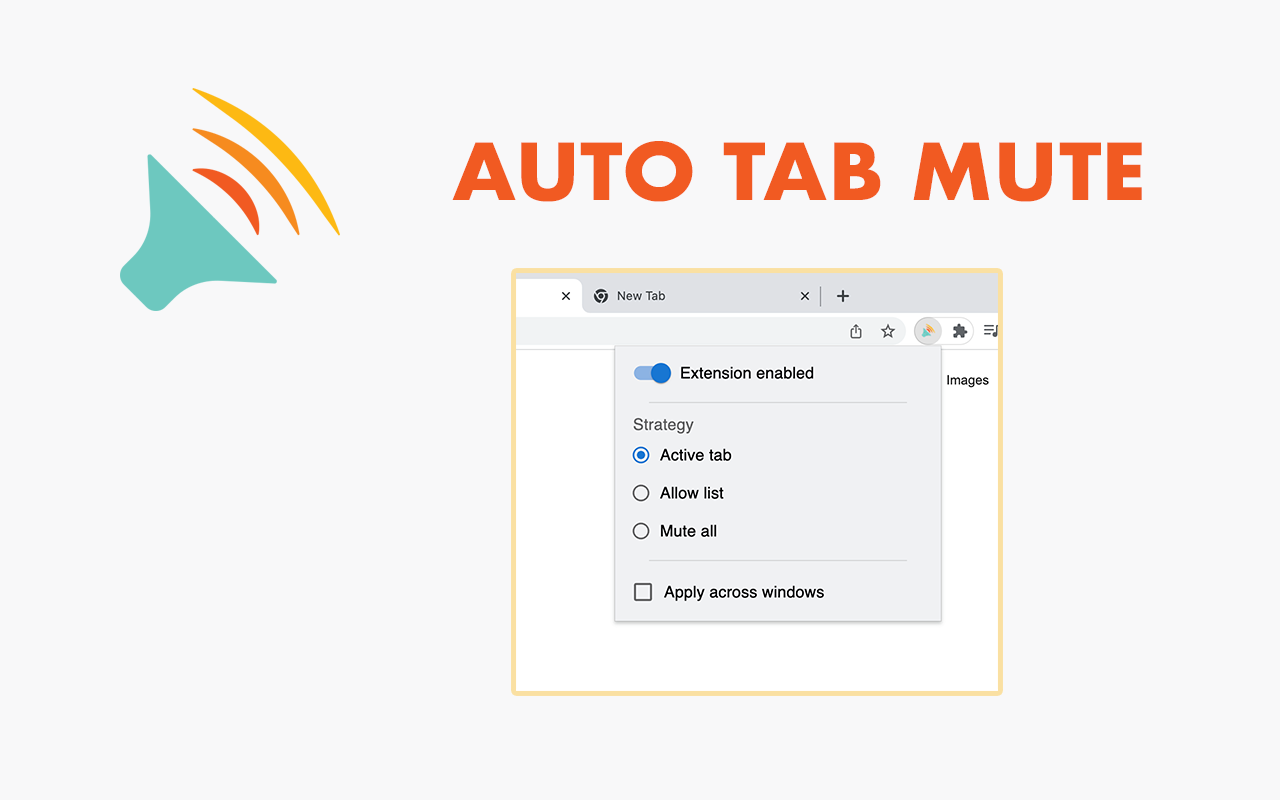 AUTO TAB MUTE
New Tab
Extension enabled
Images
Strategy
Active tab
Allow list
Mute all
Apply across windows